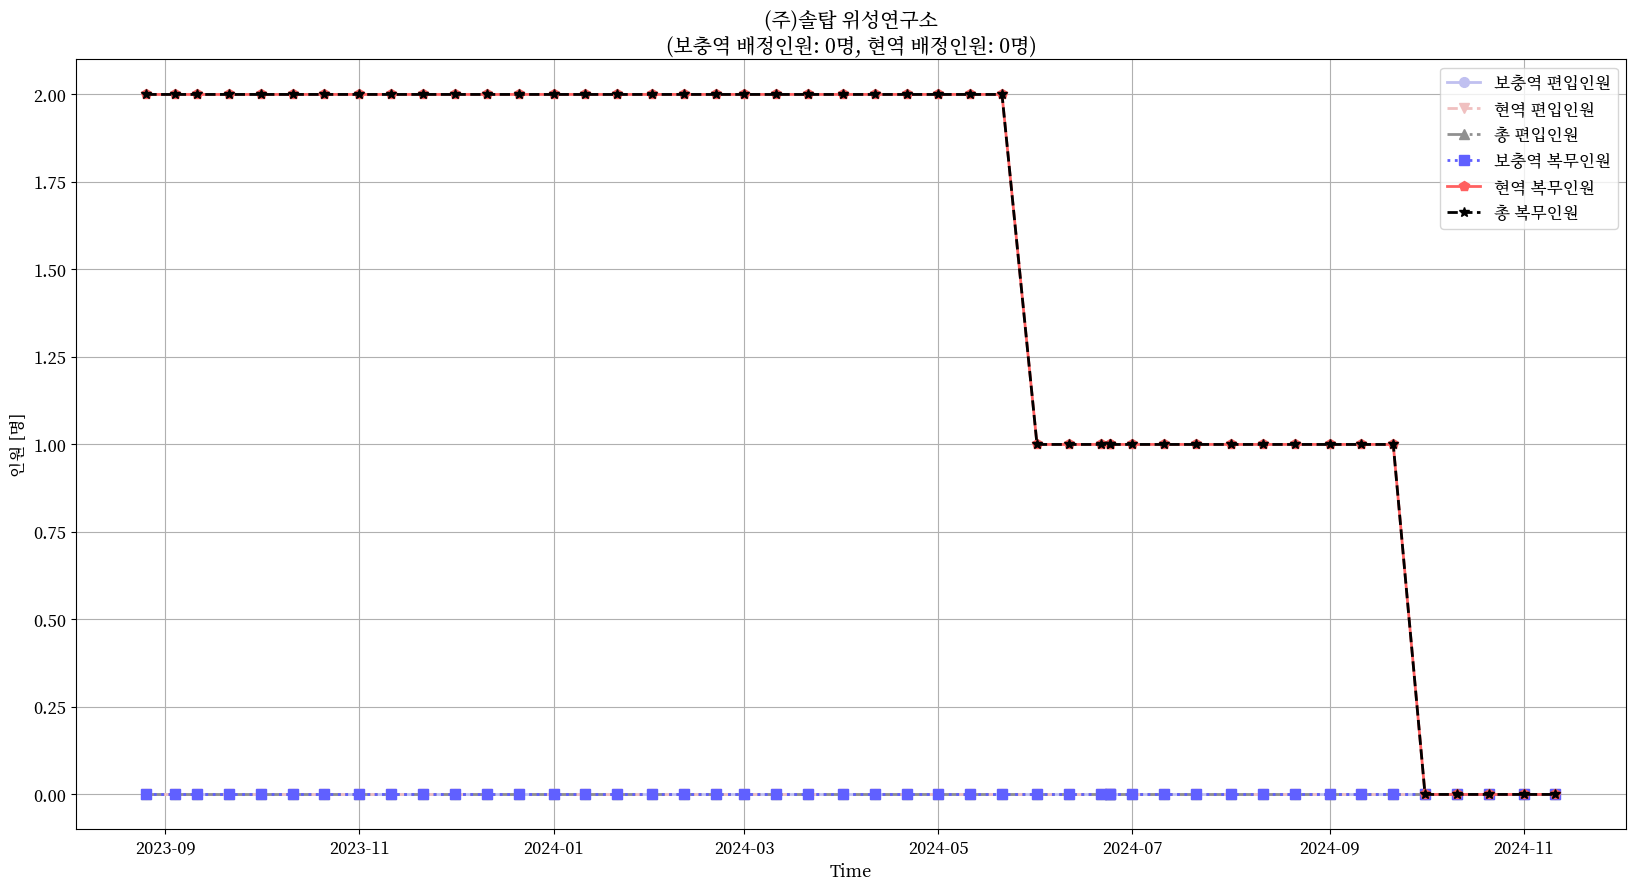 (주)솔탑 위성연구소
(보충역 배정인원: 0명, 현역 배정인원: 0명)
보충역 편입인원
현역 편입인원
총 편입인원
보충역 복무인원
현역 복무인원
총 복무인원
인원 [명]
2.00
1.75
1.50
1.25
1.00
0.75
0.50
0.25
0.00
2023-09
2023-11
2024-01
2024-03
2024-05
2024-07
2024-09
2024-11
Time